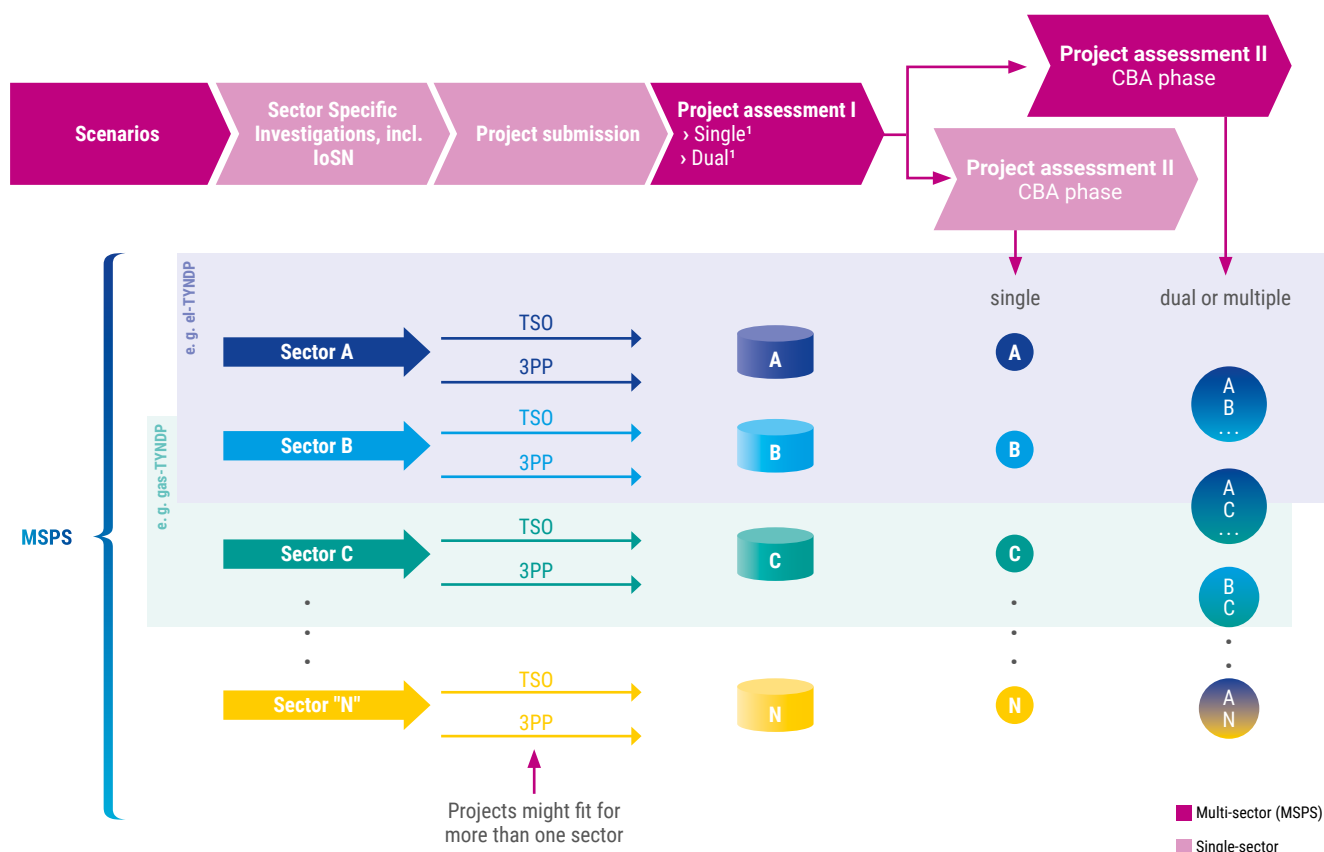 Project assessment II
CBA phase
Scenarios
Sector Specific
Investigations, incl.
IoSN
Project submission
Project assessment I
› Single¹
› Dual¹
Project assessment II
CBA phase
e. g. el-TYNDP
single
dual or multiple
Sector A
TSO
3PP
A
A
A
B
...
Sector B
TSO
3PP
B
B
e. g. gas-TYNDP
MSPS
A
C
...
Sector C
TSO
3PP
C
C
B
C
Sector "N"
TSO
3PP
N
N
A
N
Projects might fit for
more than one sector
Multi-sector (MSPS)
Single-sector